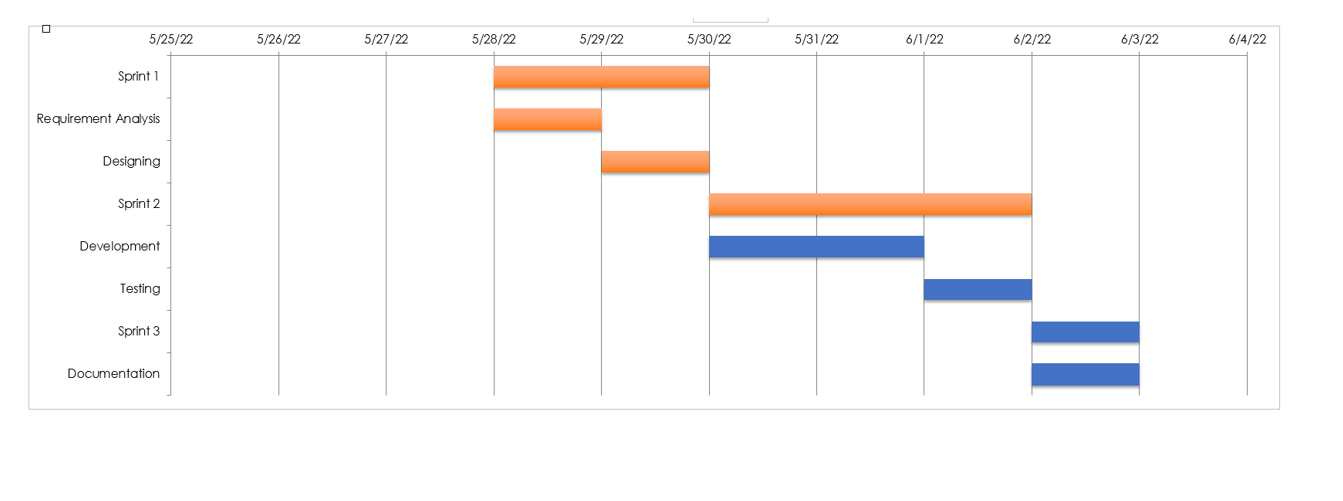 5/25/22 5/26/22 5/27/22 5/28/22 5/29/22 5/30/22 5/31/22 6/1/22 6/2/22 6/3/22 6/4/22
Sprint 1
Requirement Analysis
Designing
Sprint 2
Development
Testing
Sprint 3
Documentation